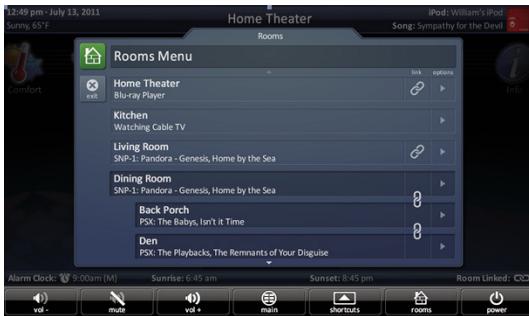 12:49 pm - July 13, 2011
Home Theater
iPod: William's iPod
Sunny, 65°F
Song: Sympathy for the Devil
Rooms
Rooms Menu
link
options
Home Theater
exit
Blu-ray Player
Comfort
Info
Kitchen
Watching Cable TV
Living Room
SNP-1: Pandora - Genesis, Home by the Sea
Dining Room
SNP-1: Pandora - Genesis, Home by the Sea
Back Porch
PSX: The Babys, Isn't it Time
Den
PSX: The Playbacks, The Remnants of Your Disguise
Alarm Clock: 9:00am (M)
Sunrise: 6:45 am
Sunset: 8:45 pm
Room Linked:
vol -
mute
vol +
main
shortcuts
rooms
power